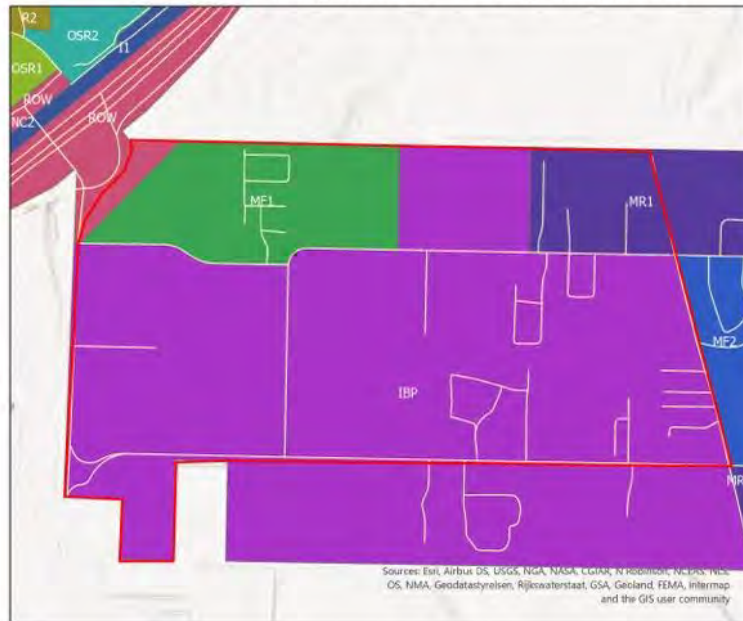 R2
OSR2
I1
OSR1
ROW
NC2
ROW
MF1
MR1
MF2
IBP
MR
Sources: Esri, Airbus DS, USGS, NGA, NASA, CGIAR, N Robinson, NCEAS, NLS,
OS, NMA, Geodatastyrelsen, Rijkswaterstaat, GSA, Geoland, FEMA, Intermap
and the GIS user community